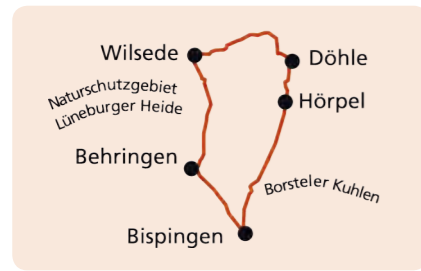 Wilsede
Döhle
Naturschutzgebiet
Lüneburger Heide
Hörpel
Behringen
Borsteler Kuhlen
Bispingen